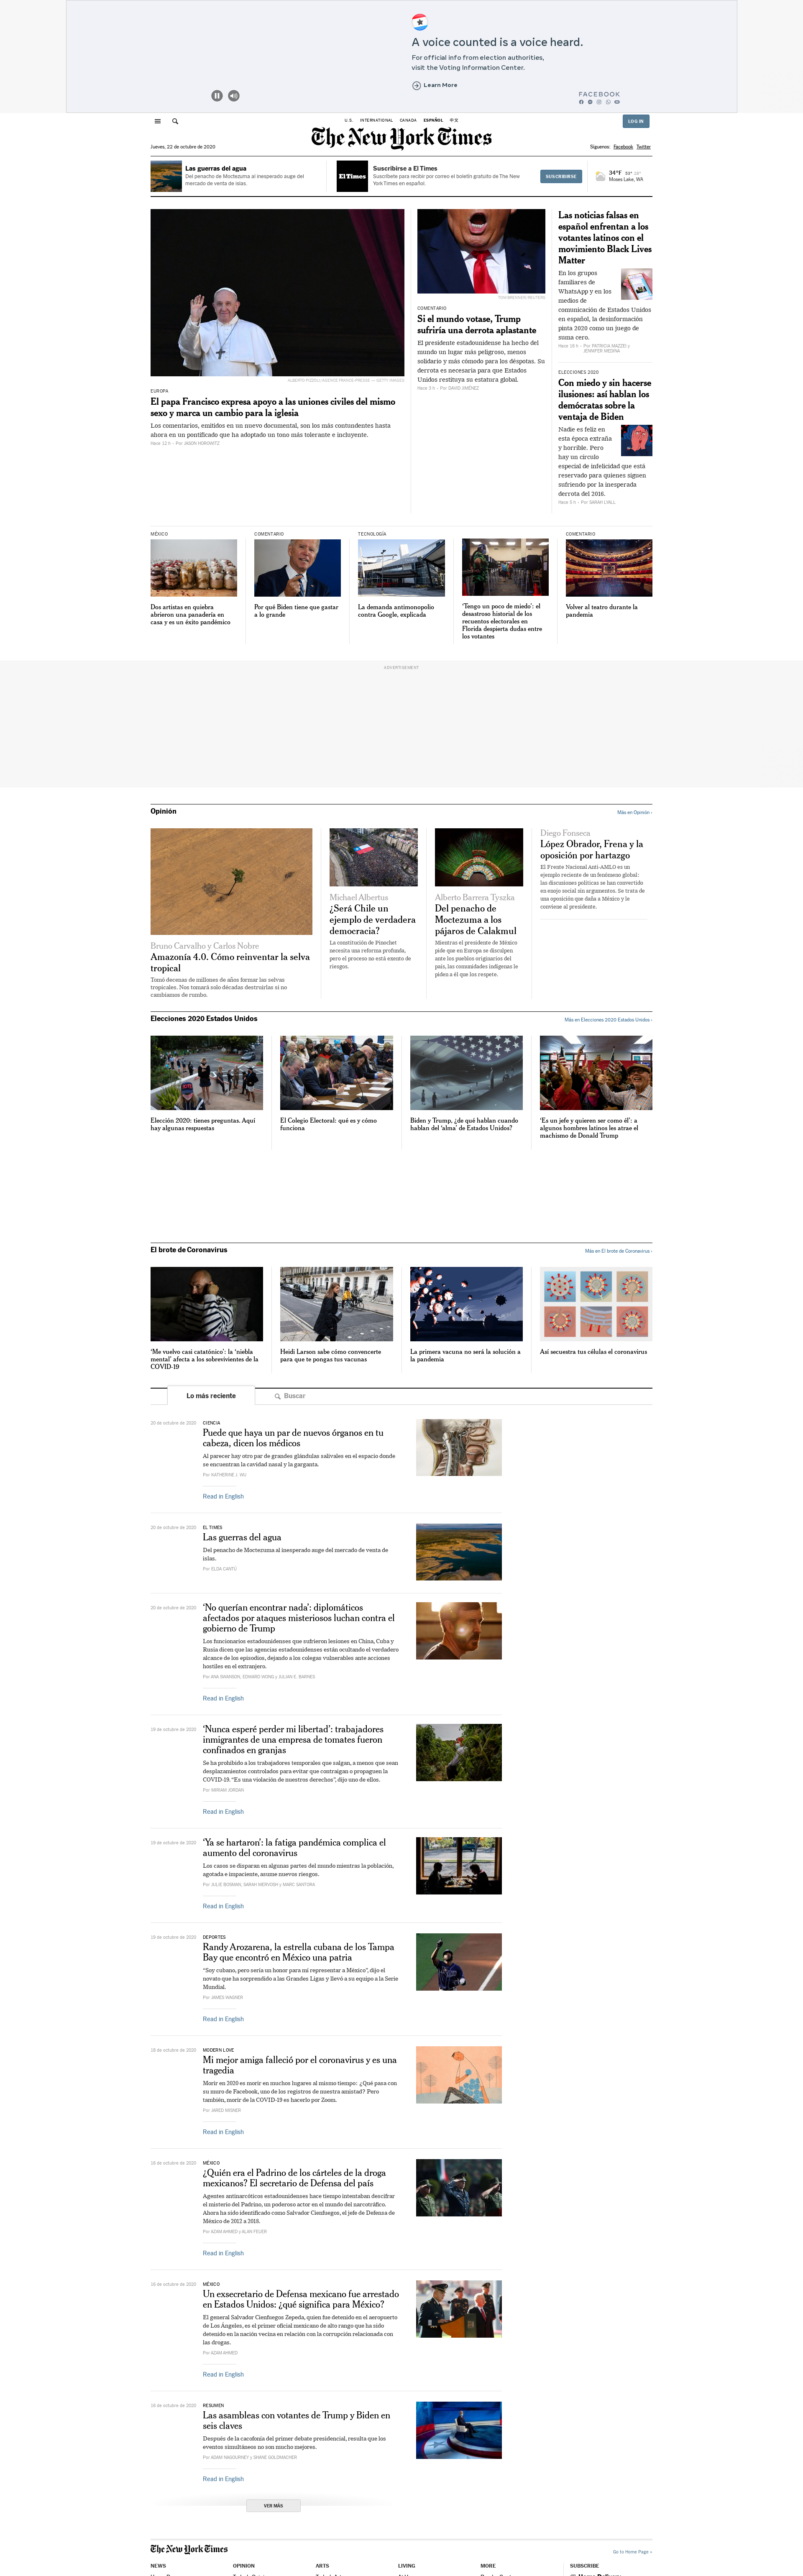 A voice counted is a voice heard.
For official info from election authorities,
visit the Voting Information Center.
Learn More
FACEBOOK
U.S. INTERNATIONAL CANADA ESPAÑOL 中文
LOG IN
The New York Times
Jueves, 22 de octubre de 2020
Síguenos: Facebook Twitter
Las guerras del agua
Del penacho de Moctezuma al inesperado auge del
mercado de venta de islas.
El Times
Suscribirse a El Times
Suscríbete para recibir por correo el boletín gratuito de The New
York Times en español.
SUSCRIBIRSE
34°F
Moses Lake, WA
EUROPA
El papa Francisco expresa apoyo a las uniones civiles del mismo
sexo y marca un cambio para la iglesia
Los comentarios, emitidos en un nuevo documental, son los más contundentes hasta
ahora en un pontificado que ha adoptado un tono más tolerante e incluyente.
Hace 12 h – Por JASON HOROWITZ
COMENTARIO
Si el mundo votase, Trump
sufriría una derrota aplastante
El presidente estadounidense ha hecho del
mundo un lugar más peligroso, menos
solidario y más cómodo para los déspotas. Su
derrota es necesaria para que Estados
Unidos restituya su estatura global.
Hace 5 h – Por DAVID JIMÉNEZ
Las noticias falsas en
español enfrentan a los
votantes latinos con el
movimiento Black Lives
Matter
En los grupos
familiares de
WhatsApp y en los
medios de
comunicación de Estados Unidos
en español, la desinformación
pinta 2020 como un juego de
suma cero.
Por PATRICIA MAZZEI y
JENNIFER MEDINA
ELECCIONES 2020
Con miedo y sin hacerse
ilusiones: así hablan los
demócratas sobre la
ventaja de Biden
Nadie es feliz en
esta época extraña
y horrible. Pero
hay un círculo
especial de infelicidad que está
reservado para quienes siguen
sufriendo por la inesperada
derrota del 2016.
Hace 5 h – Por SARAH LYALL
MÉXICO
Dos artistas en quiebra
abrieron una panadería en
casa y es un éxito pandémico
COMENTARIO
Por qué Biden tiene que gastar
a lo grande
TECNOLOGÍA
La demanda antimonopolio
contra Google, explicada
‘Tengo un poco de miedo’: el
desastroso historial de los
recuentos electorales en
Florida despierta dudas entre
los votantes
COMENTARIO
Volver al teatro durante la
pandemia
ADVERTISEMENT
Opinión
Más en Opinión ›
Bruno Carvalho y Carlos Nobre
Amazonía 4.0. Cómo reinventar la selva
tropical
Tomó decenas de millones de años formar las selvas
tropicales. Nos tomará solo décadas destruirlas si no
cambiamos de rumbo.
Michael Albertus
¿Será Chile un
ejemplo de verdadera
democracia?
La constitución de Pinochet
necesita una reforma profunda,
pero el proceso no está exento de
riesgos.
Alberto Barrera Tyszka
Del penacho de
Moctezuma a los
pájaros de Calakmul
Mientras el presidente de México
pide que en Europa se disculpen
ante los pueblos originarios del
país, las comunidades indígenas le
piden a él que los respete.
Diego Fonseca
López Obrador, Frena y la
oposición por hartazgo
El Frente Nacional Anti-AMLO es un
ejemplo reciente de un fenómeno global:
las discusiones políticas se han convertido
en enojo social sin argumentos. Se trata de
una oposición que daña a México y le
conviene al presidente.
Elecciones 2020 Estados Unidos
Más en Elecciones 2020 Estados Unidos ›
Elección 2020: tienes preguntas. Aquí
hay algunas respuestas
El Colegio Electoral: qué es y cómo
funciona
Biden y Trump, ¿de qué hablan cuando
hablan del ‘alma’ de Estados Unidos?
‘Es un jefe y quieren ser como él’: a
algunos hombres latinos les atrae el
machismo de Donald Trump
El brote de Coronavirus
Más en El brote de Coronavirus ›
‘Me vuelvo casi catatónico’: la ‘niebla
mental’ afecta a los sobrevivientes de la
COVID-19
Heidi Larson sabe cómo convencerte
para que te pongas tus vacunas
La primera vacuna no será la solución a
la pandemia
Así secuestra tus células el coronavirus
Lo más reciente
Buscar
20 de octubre de 2020
CIENCIA
Puede que haya un par de nuevos órganos en tu
cabeza, dicen los médicos
Al parecer hay otro par de grandes glándulas salivales en el espacio donde
se encuentran la cavidad nasal y la garganta.
Por KATHERINE J. WU
Read in English
20 de octubre de 2020
EL TIMES
Las guerras del agua
Del penacho de Moctezuma al inesperado auge del mercado de venta de
islas.
Por ELDA CANTÚ
20 de octubre de 2020
‘No querían encontrar nada’: diplomáticos
afectados por ataques misteriosos luchan contra el
gobierno de Trump
Los funcionarios estadounidenses que sufrieron lesiones en China, Cuba y
Rusia dicen que las agencias estadounidenses están ocultando el verdadero
alcance de los episodios, dejando a los colegas vulnerables ante acciones
hostiles en el extranjero.
Por ANA SWANSON, EDWARD WONG y JULIAN E. BARNES
Read in English
19 de octubre de 2020
‘Nunca esperé perder mi libertad’: trabajadores
inmigrantes de una empresa de tomates fueron
confinados en granjas
Se ha prohibido a los trabajadores temporales que salgan, a menos que sean
desplazamientos controlados para evitar que contraigan o propaguen la
COVID-19. “Es una violación de nuestros derechos”, dijo uno de ellos.
Por MIRIAM JORDAN
Read in English
19 de octubre de 2020
‘Ya se hartaron’: la fatiga pandémica complica el
aumento del coronavirus
Los casos se disparan en algunas partes del mundo mientras la población,
agotada e impaciente, asume nuevos riesgos.
Por JULIE BOSMAN, SARAH MERVOSH y MARC SANTORA
Read in English
19 de octubre de 2020
DEPORTES
Randy Arozarena, la estrella cubana de los Tampa
Bay que encontró en México una patria
“Soy cubano, pero sería un honor para mí representar a México”, dijo el
novato que ha sorprendido a las Grandes Ligas y llevó a su equipo a la Serie
Mundial.
Por JAMES WAGNER
Read in English
18 de octubre de 2020
MODERN LOVE
Mi mejor amiga falleció por el coronavirus y es una
tragedia
Morir en 2020 es morir en muchos lugares al mismo tiempo: ¿Qué pasa con
su muro de Facebook, uno de los registros de nuestra amistad? Pero
también, morir de la COVID-19 es hacerlo por Zoom.
Por JARED MISNER
Read in English
18 de octubre de 2020
MÉXICO
¿Quién era el Padrino de los cárteles de la droga
mexicanos? El secretario de Defensa del país
Agentes antinarcóticos estadounidenses hace tiempo intentaban descifrar
el misterio del Padrino, un poderoso actor en el mundo del narcotráfico.
Ahora ha sido identificado como Salvador Cienfuegos, el jefe de Defensa de
México de 2012 a 2018.
Por AZAM AHMED y ALAN FEUER
Read in English
18 de octubre de 2020
MÉXICO
Un exsecretario de Defensa mexicano fue arrestado
en Estados Unidos: ¿qué significa para México?
El general Salvador Cienfuegos Zepeda, quien fue detenido en el aeropuerto
de Los Ángeles, es el primer oficial mexicano de alto rango que ha sido
detenido en la nación vecina en relación con la corrupción relacionada con
las drogas.
Por AZAM AHMED
Read in English
18 de octubre de 2020
RESUMEN
Las asambleas con votantes de Trump y Biden en
seis claves
Después de la cacofonía del primer debate presidencial, resulta que los
eventos simultáneos no son mucho mejores.
Por ADAM NAGOURNEY y SHANE GOLDMACHER
Read in English
VER MÁS
The New York Times
Go to Home Page »
NEWS OPINION ARTS LIVING MORE SUBSCRIBE